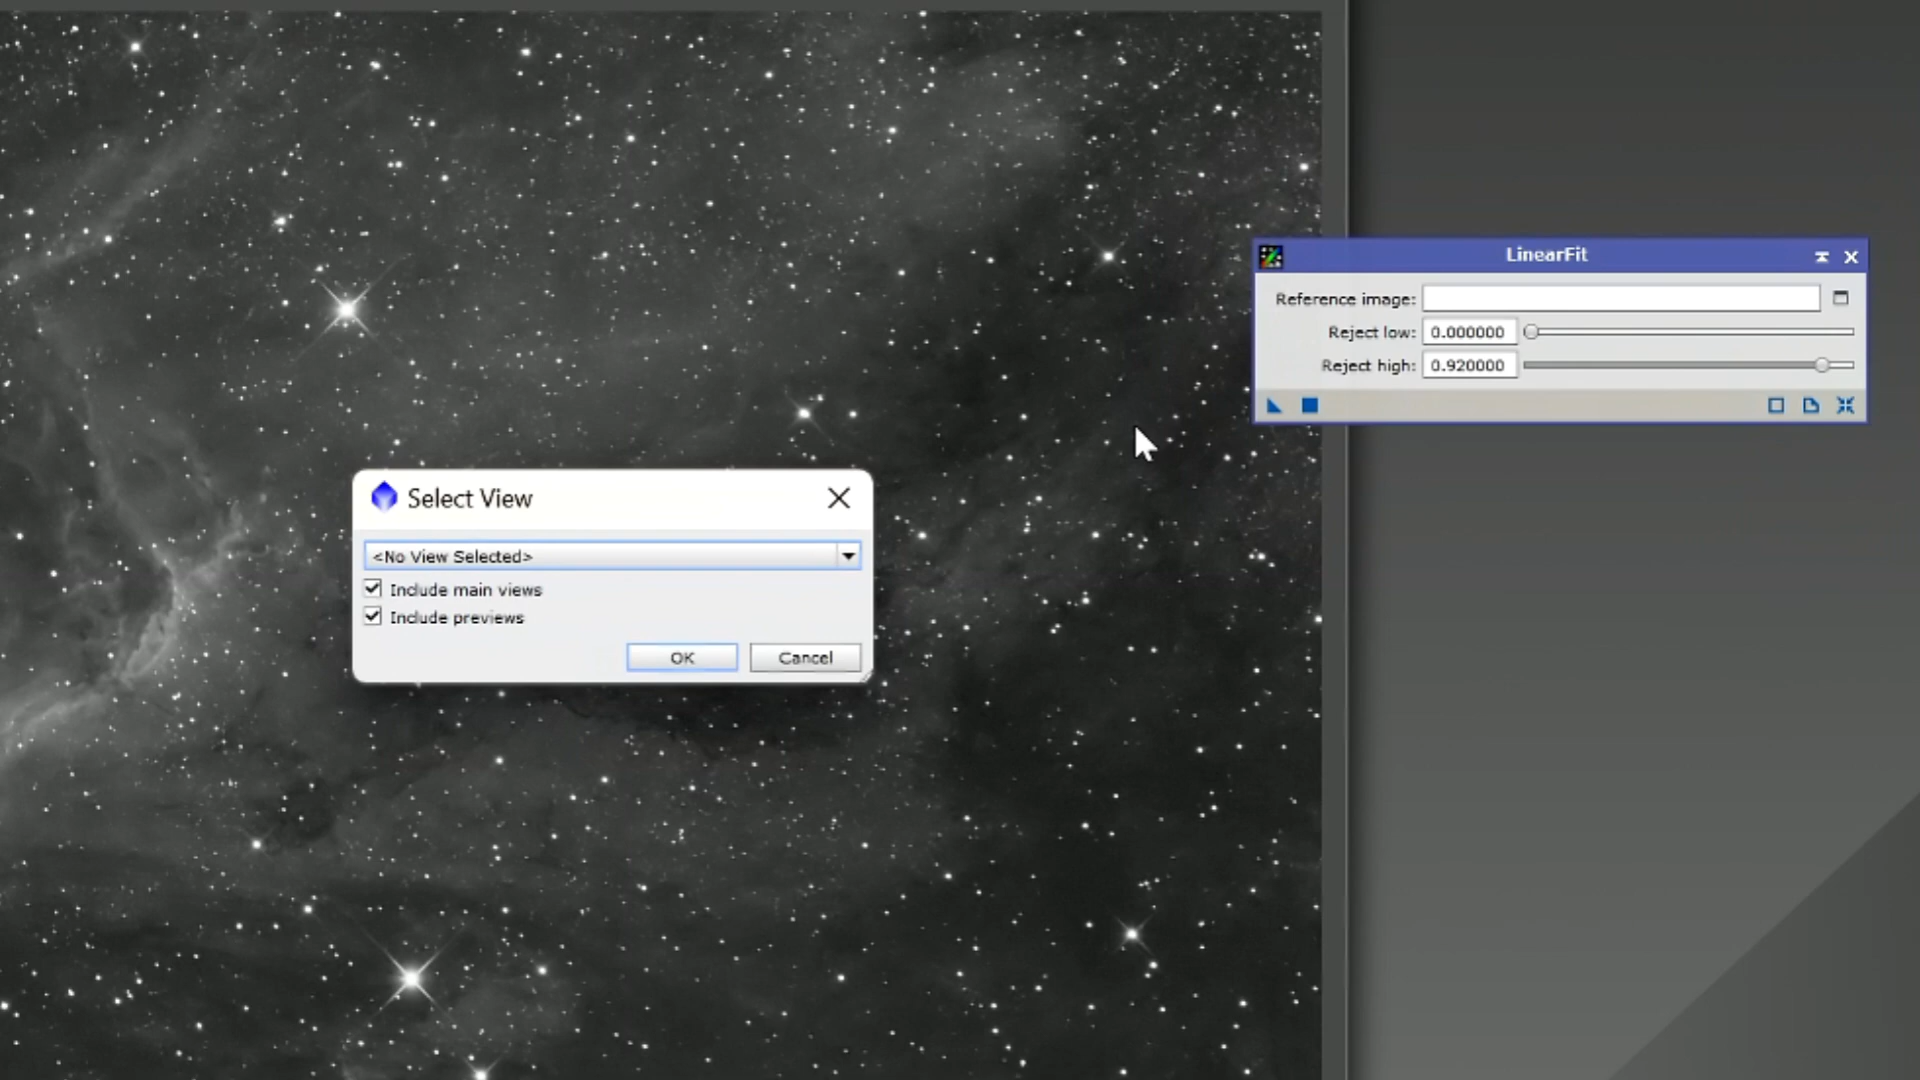 LinearFit
Reference image:
Reject low: 0.000000
Reject high: 0.920000
Select View
<No View Selected>
Include main views
Include previews
OK Cancel